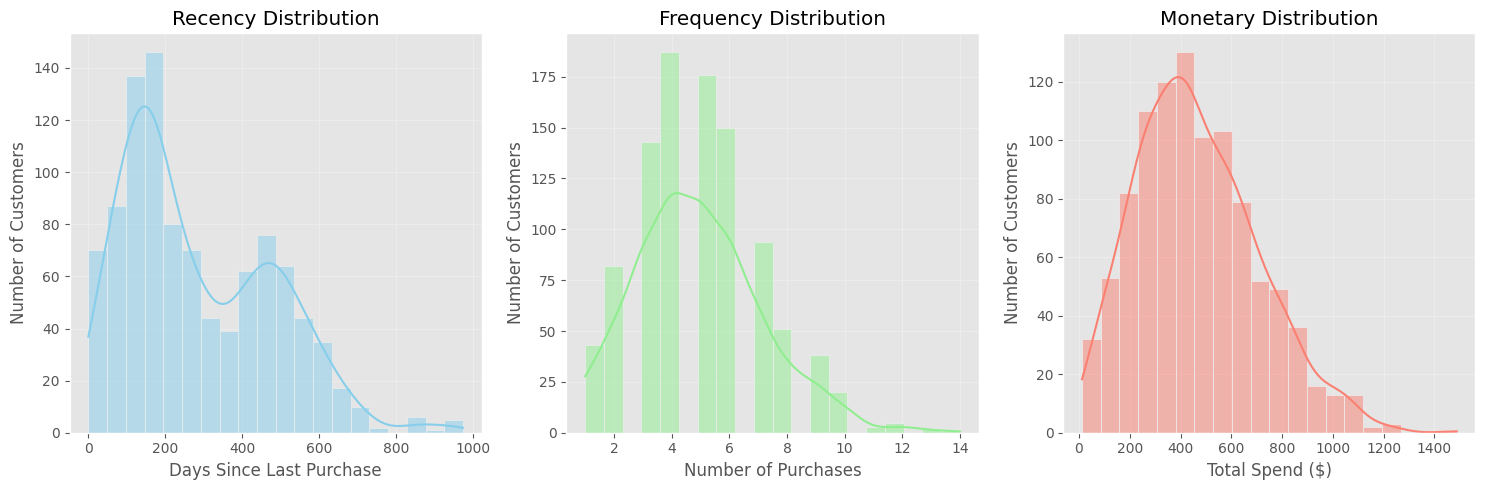 Recency Distribution
Number of Customers
140
120
100
80
60
40
20
0
0 200 400 600 800 1000
Days Since Last Purchase
Frequency Distribution
Number of Customers
175
150
125
100
75
50
25
0
2 4 6 8 10 12 14
Number of Purchases
Monetary Distribution
Number of Customers
120
100
80
60
40
20
0
0 200 400 600 800 1000 1200 1400
Total Spend ($)